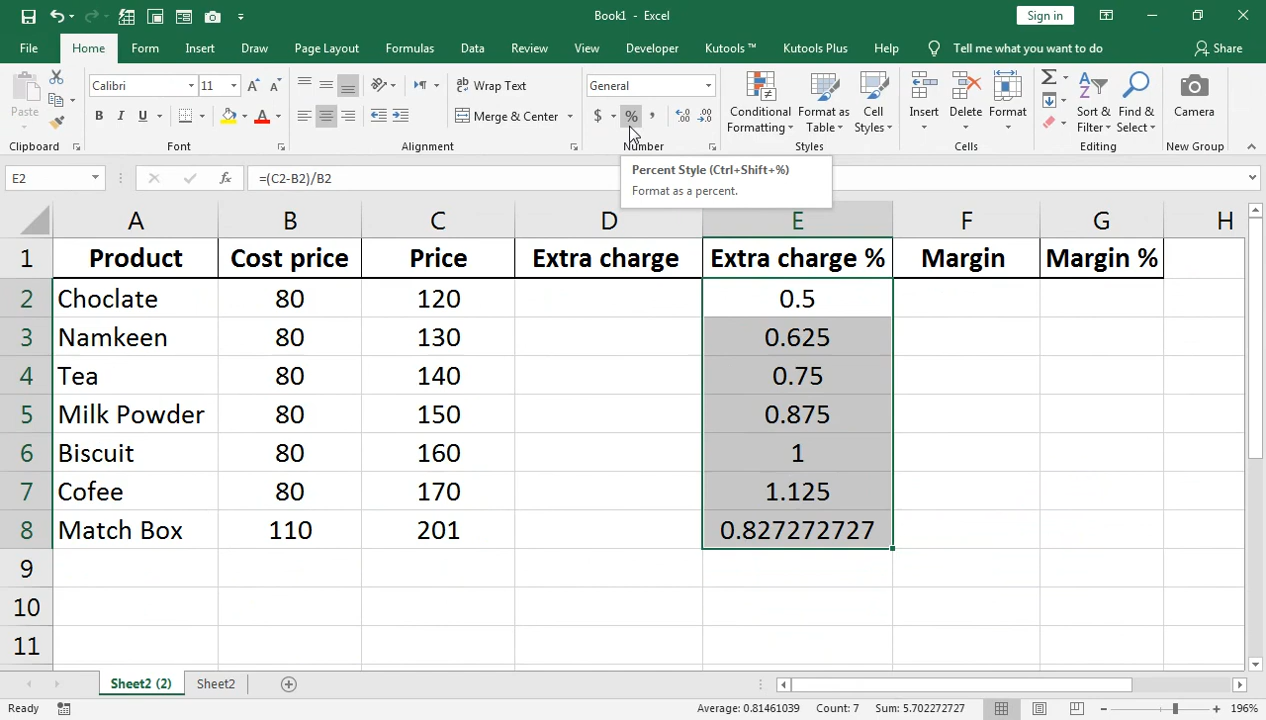 Book1 - Excel
Sign in
File Home Form Insert Draw Page Layout Formulas Data Review View Developer Kutools ™ Kutools Plus Help Tell me what you want to do Share
Paste
Calibri 11 A A
B I U A
Wrap Text
Merge & Center
General
$ %
Conditional Formatting
Format as Table
Cell Styles
Insert
Delete
Format
Sort & Filter
Find & Select
Camera
Clipboard Font Alignment Number Styles Cells Editing New Group
E2 fx =(C2-B2)/B2
Percent Style (Ctrl+Shift+%)
Format as a percent.
A B C D E F G H
1 Product Cost price Price Extra charge Extra charge % Margin Margin %
2 Choclate 80 120 0.5
3 Namkeen 80 130 0.625
4 Tea 80 140 0.75
5 Milk Powder 80 150 0.875
6 Biscuit 80 160 1
7 Cofee 80 170 1.125
8 Match Box 110 201 0.827272727
9
10
11
Sheet2 (2) Sheet2
Ready Average: 0.81461039 Count: 7 Sum: 5.702272727 196%